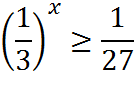 (1/3)^x ≥ 1/27